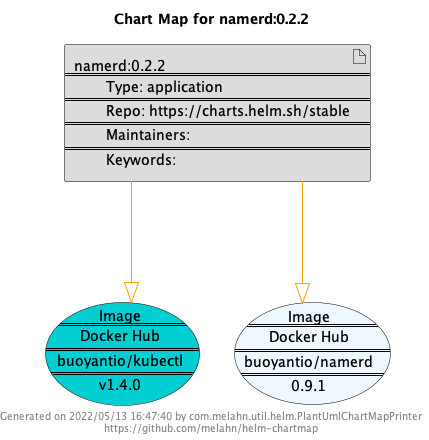 Chart Map for namerd:0.2.2
namerd:0.2.2
Type: application
Repo: https://charts.helm.sh/stable
Maintainers:
Keywords:
Image
Docker Hub
buoyantio/kubectl
v1.4.0
Image
Docker Hub
buoyantio/namerd
0.9.1
Generated on 2022/05/13 16:47:40 by com.melahn.util.helm.PlantUmlChartMapPrinter
https://github.com/melahn/helm-chartmap